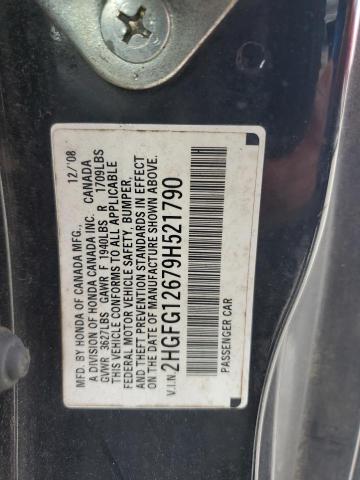 MFD. BY HONDA OF CANADA MFG., 12/'08
A DIVISION OF HONDA CANADA INC. CANADA
GVWR 3627LBS GAWR F 1940LBS R 1709LBS
THIS VEHICLE CONFORMS TO ALL APPLICABLE
FEDERAL MOTOR VEHICLE SAFETY, BUMPER,
AND THEFT PREVENTION STANDARDS IN EFFECT
ON THE DATE OF MANUFACTURE SHOWN ABOVE.
V.I.N. 2HGFG12679H521790
PASSENGER CAR